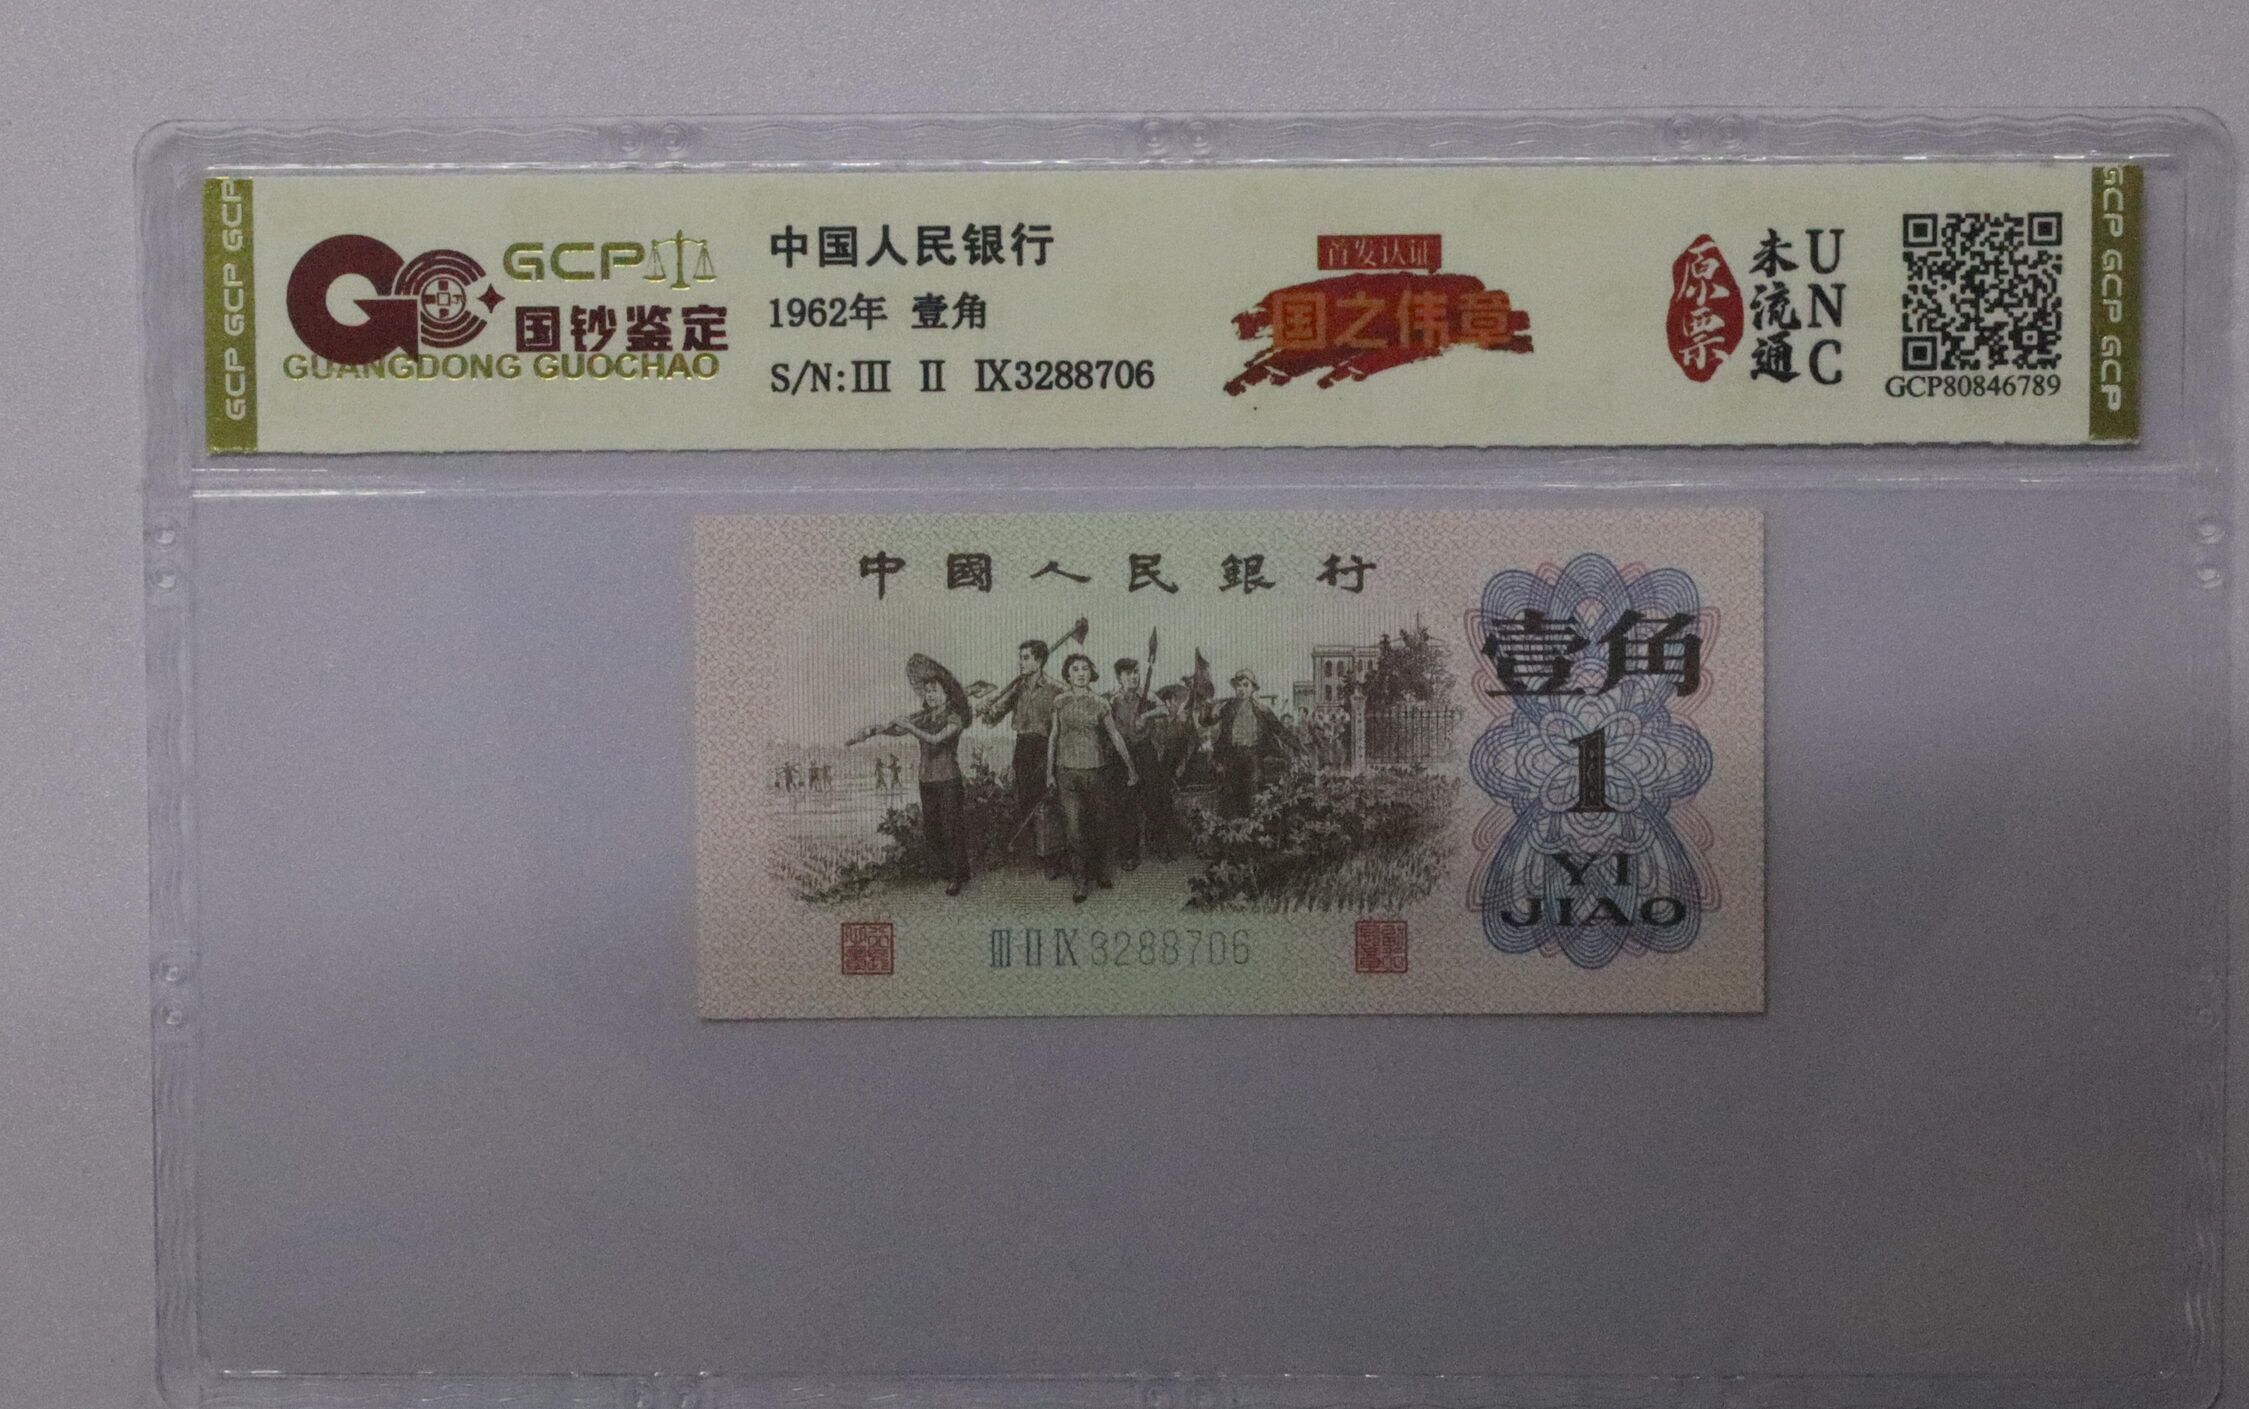 GCP GCP GCP
GCP
国钞鉴定
GUANGDONG GUOCHAO
中国人民银行
1962年 壹角
S/N:Ⅲ Ⅱ Ⅸ3288706
首发认证
国之伟章
原票
未流通
UNC
GCP80846789
GCP GCP GCP
中國人民銀行
壹角
1
YI
JIAO
Ⅲ Ⅱ Ⅸ 3288706